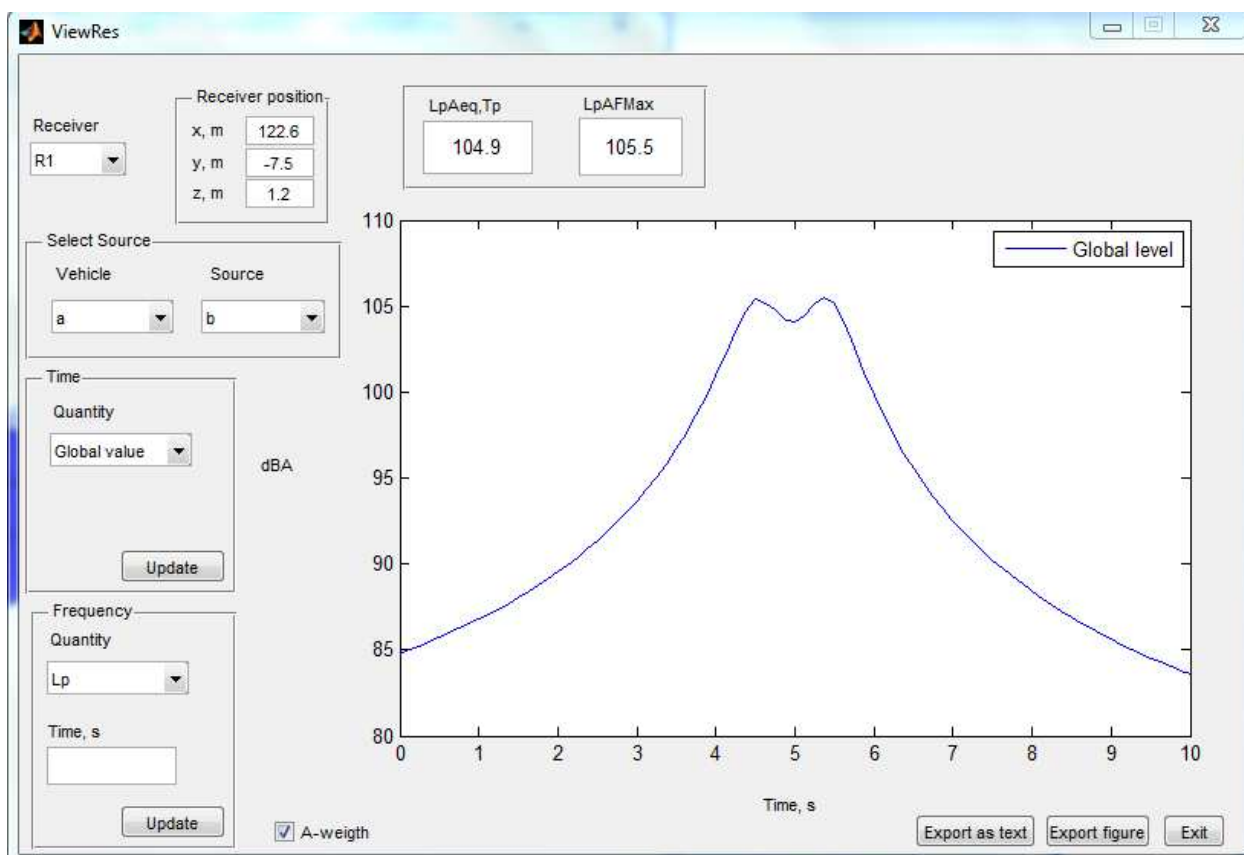 ViewRes
Receiver
R1
Receiver position
x, m 122.6
y, m -7.5
z, m 1.2
LpAeq,Tp LpAFMax
104.9 105.5
Select Source
Vehicle Source
a b
Time
Quantity
Global value
Update
Frequency
Quantity
Lp
Time, s
Update
A-weigth
dBA
110
105
100
95
90
85
80
Global level
0 1 2 3 4 5 6 7 8 9 10
Time, s
Export as text Export figure Exit